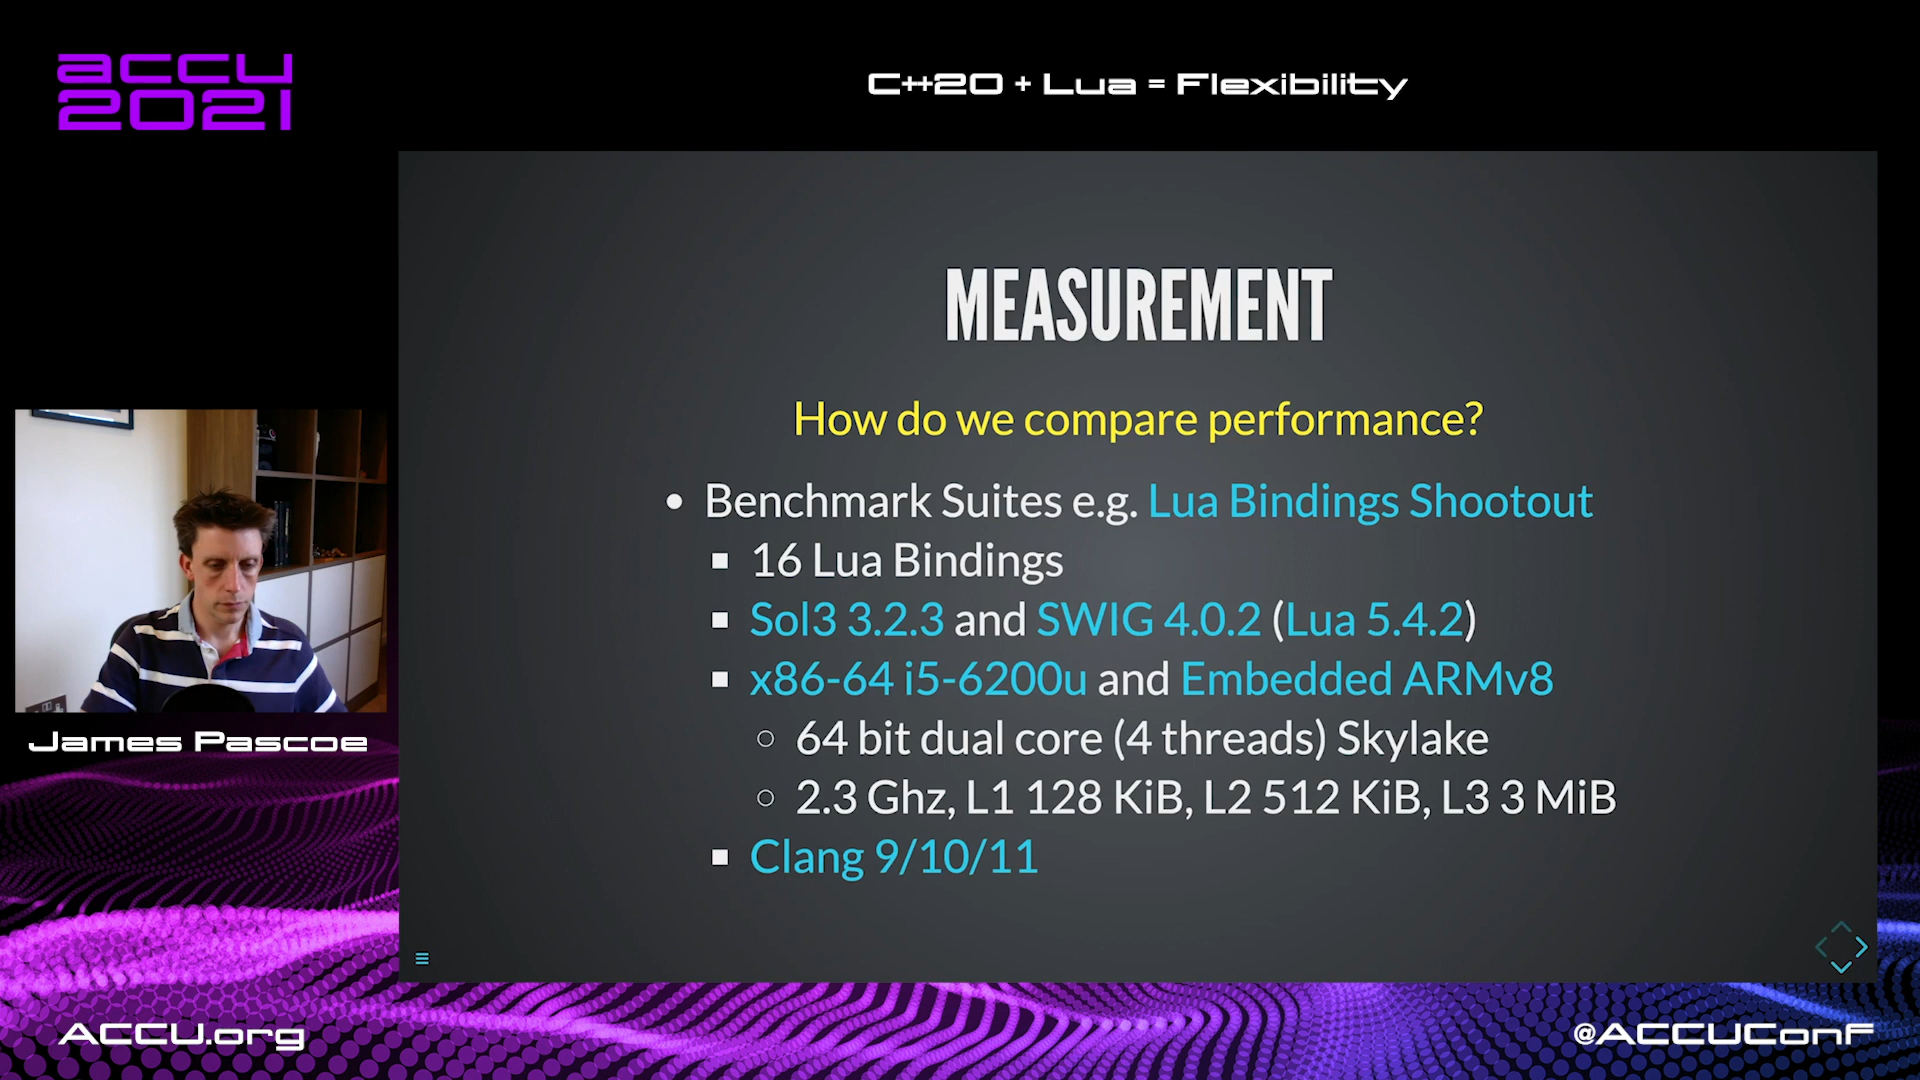 accu
2021
C++20 + Lua = Flexibility
MEASUREMENT
How do we compare performance?
Benchmark Suites e.g. Lua Bindings Shootout
16 Lua Bindings
Sol3 3.2.3 and SWIG 4.0.2 (Lua 5.4.2)
x86-64 i5-6200u and Embedded ARMv8
64 bit dual core (4 threads) Skylake
2.3 Ghz, L1 128 KiB, L2 512 KiB, L3 3 MiB
Clang 9/10/11
James Pascoe
ACCU.org
@ACCUConf